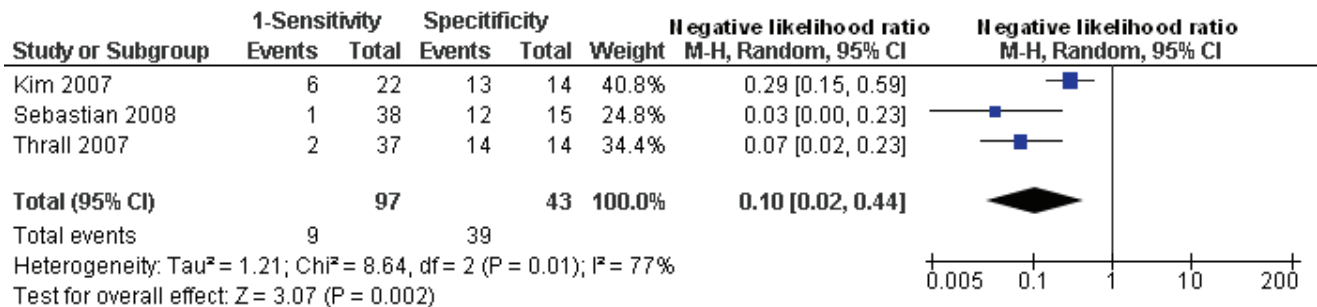 1-Sensitivity Specitificity Negative likelihood ratio Negative likelihood ratio
Study or Subgroup Events Total Events Total Weight M-H, Random, 95% CI M-H, Random, 95% CI
Kim 2007 6 22 13 14 40.8% 0.29 [0.15, 0.59]
Sebastian 2008 1 38 12 15 24.8% 0.03 [0.00, 0.23]
Thrall 2007 2 37 14 14 34.4% 0.07 [0.02, 0.23]
Total (95% CI) 97 43 100.0% 0.10 [0.02, 0.44]
Total events 9 39
Heterogeneity: Tau² = 1.21; Chi² = 8.64, df = 2 (P = 0.01); I² = 77%
Test for overall effect: Z = 3.07 (P = 0.002)
0.005 0.1 1 10 200